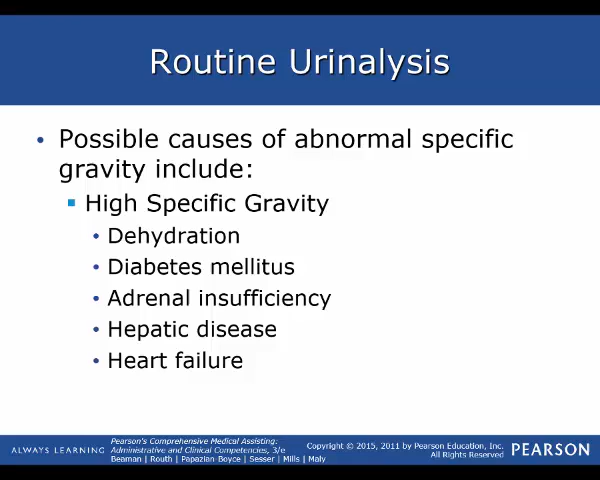 Routine Urinalysis
• Possible causes of abnormal specific
gravity include:
▪ High Specific Gravity
• Dehydration
• Diabetes mellitus
• Adrenal insufficiency
• Hepatic disease
• Heart failure
ALWAYS LEARNING
Pearson's Comprehensive Medical Assisting:
Administrative and Clinical Competencies, 3/e
Beaman | Routh | Papazian-Boyce | Sesser | Mills | Maly
Copyright © 2015, 2011 by Pearson Education, Inc.
All Rights Reserved
PEARSON